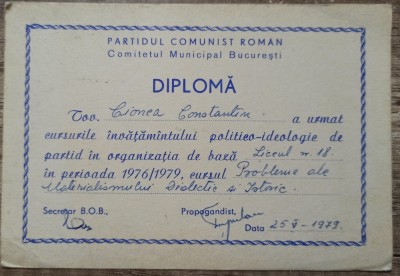 PARTIDUL COMUNIST ROMAN
Comitetul Municipal București
DIPLOMĂ
Tov. Cionca Constantin a urmat
cursurile învățămîntului politico-ideologic de
partid în organizația de bază Liceul nr. 18.
în perioada 1976/1979, cursul Probleme ale
Materialismului Dialectic și Istoric.
Secretar B.O.B., Propagandist,
Data 25 V - 1979.